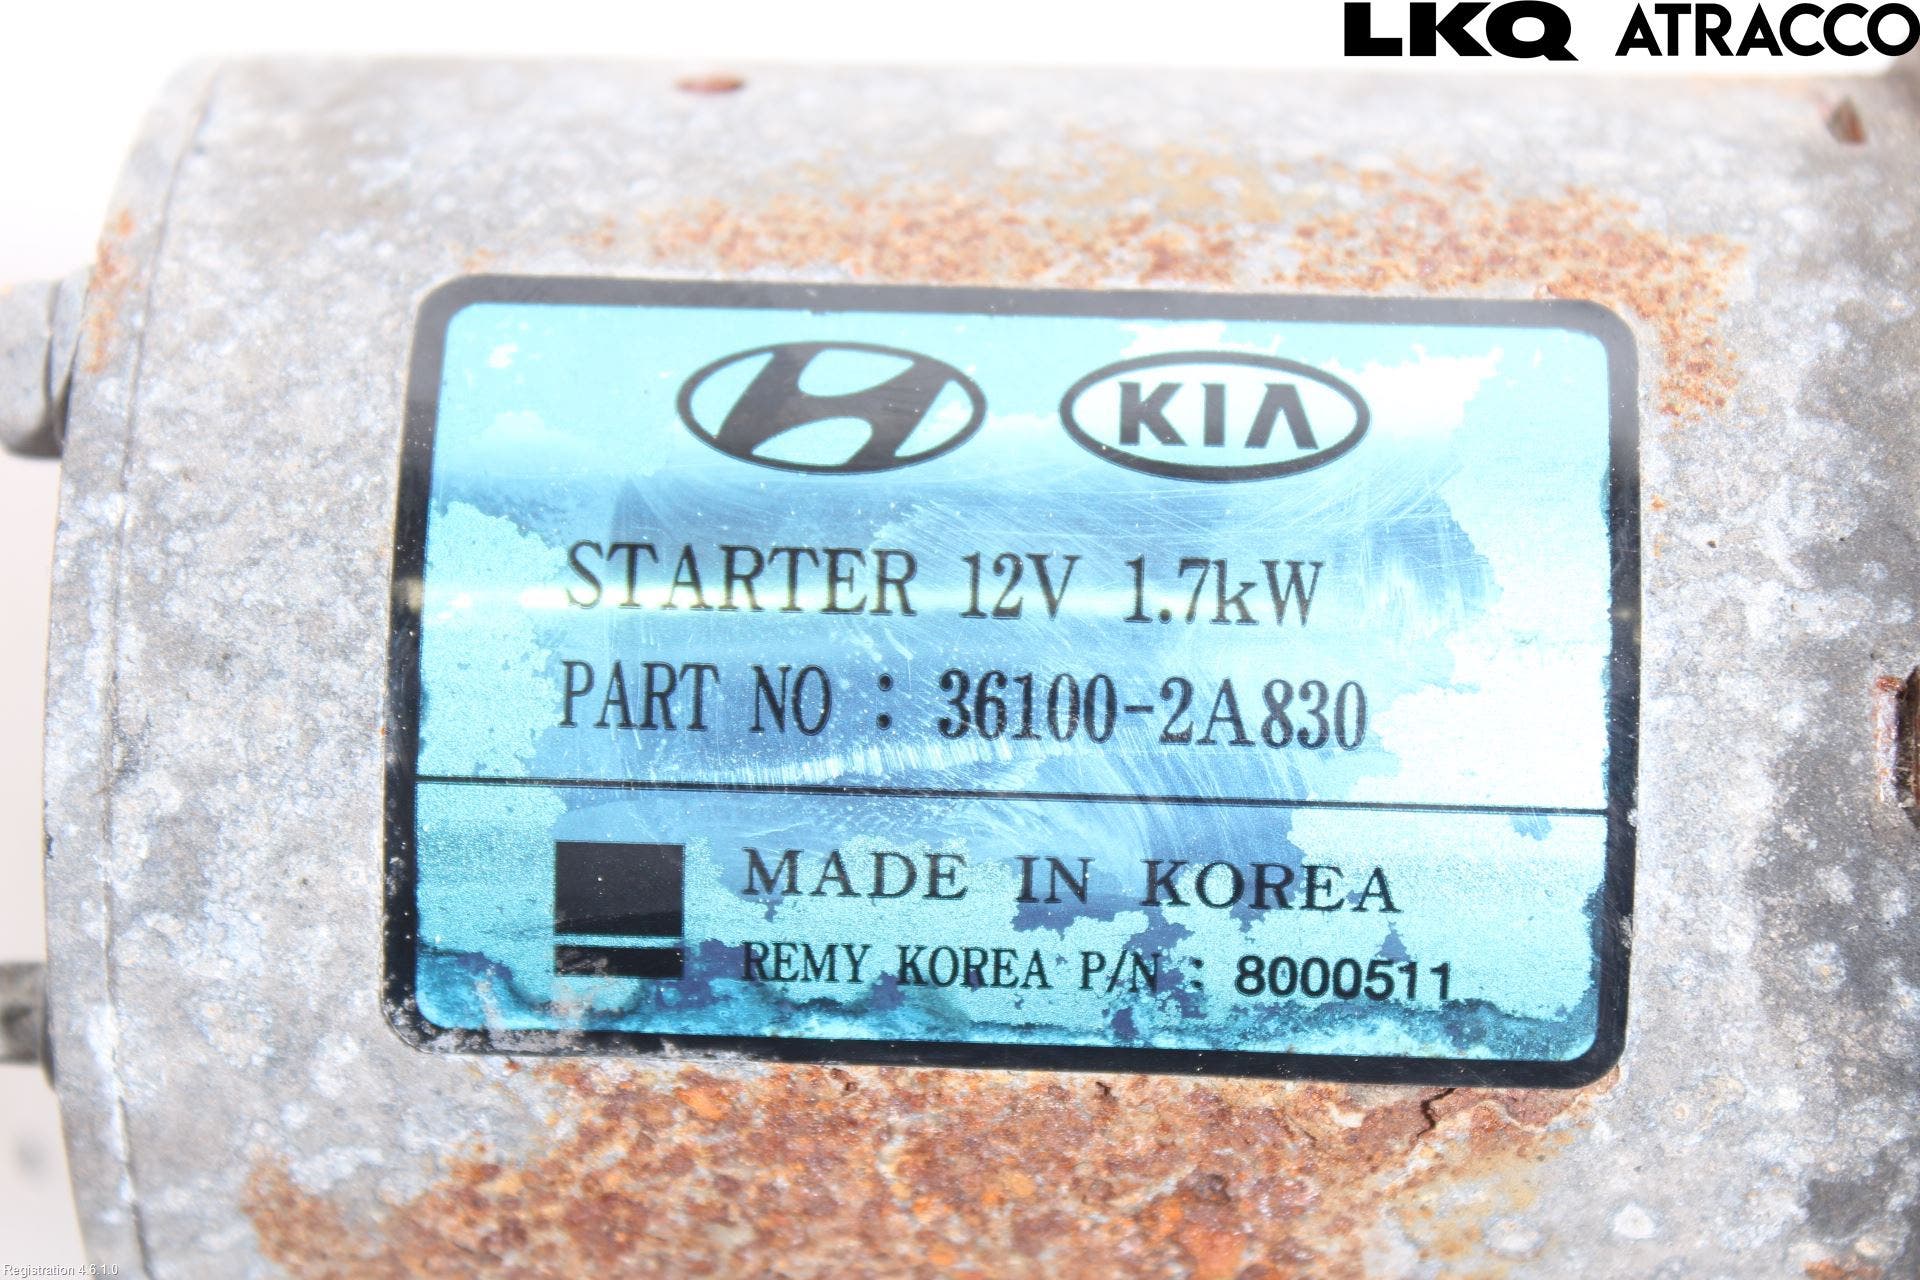 LKQ ATRACCO
KIA
STARTER 12V 1.7kW
PART NO : 36100-2A830
MADE IN KOREA
REMY KOREA P/N : 8000511
Registration 4.6.1.0